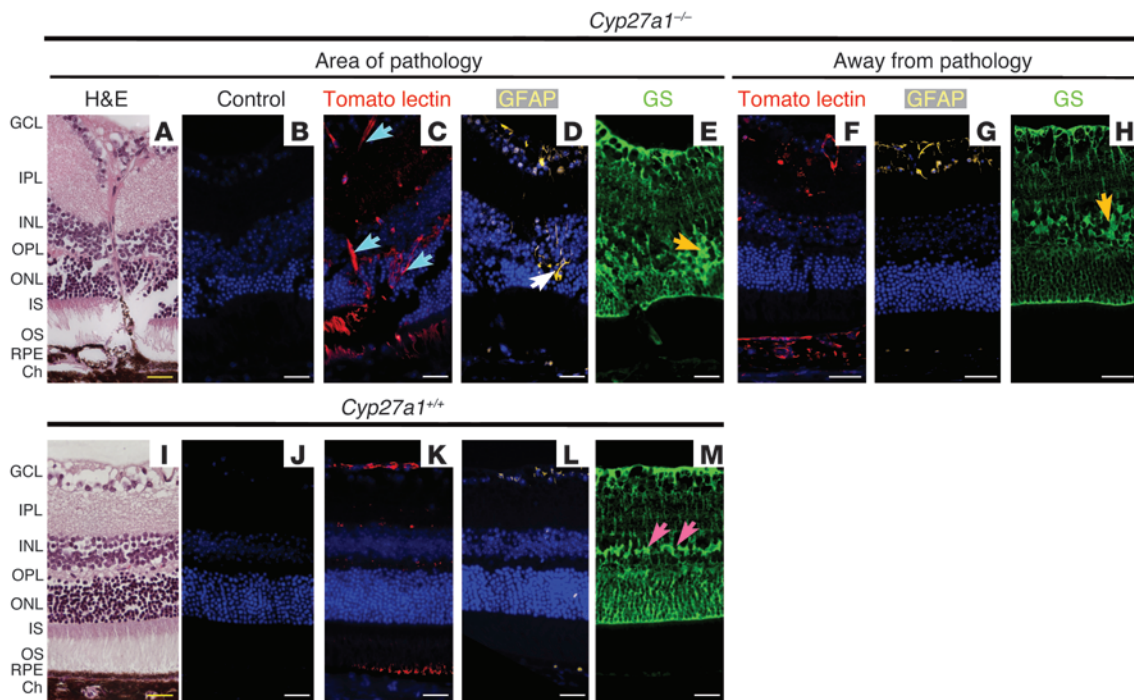 Cyp27a1–/–
Area of pathology Away from pathology
H&E Control Tomato lectin GFAP GS Tomato lectin GFAP GS
A B C D E F G H
GCL
IPL
INL
OPL
ONL
IS
OS
RPE
Ch
Cyp27a1+/+
I J K L M
GCL
IPL
INL
OPL
ONL
IS
OS
RPE
Ch